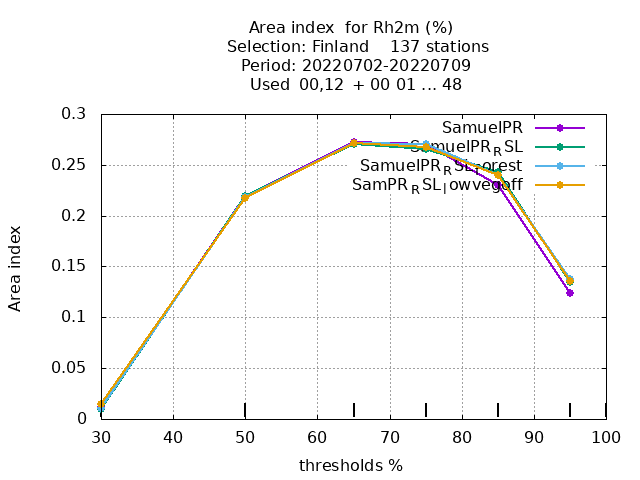 Area index for Rh2m (%)
Selection: Finland 137 stations
Period: 20220702-20220709
Used 00,12 + 00 01 ... 48
SamuelPR
SamuelPR_RSL
SamuelPR_RSL_forest
SamPR_RSL_lowvegoff
Area index
0.3
0.25
0.2
0.15
0.1
0.05
0
30 40 50 60 70 80 90 100
thresholds %